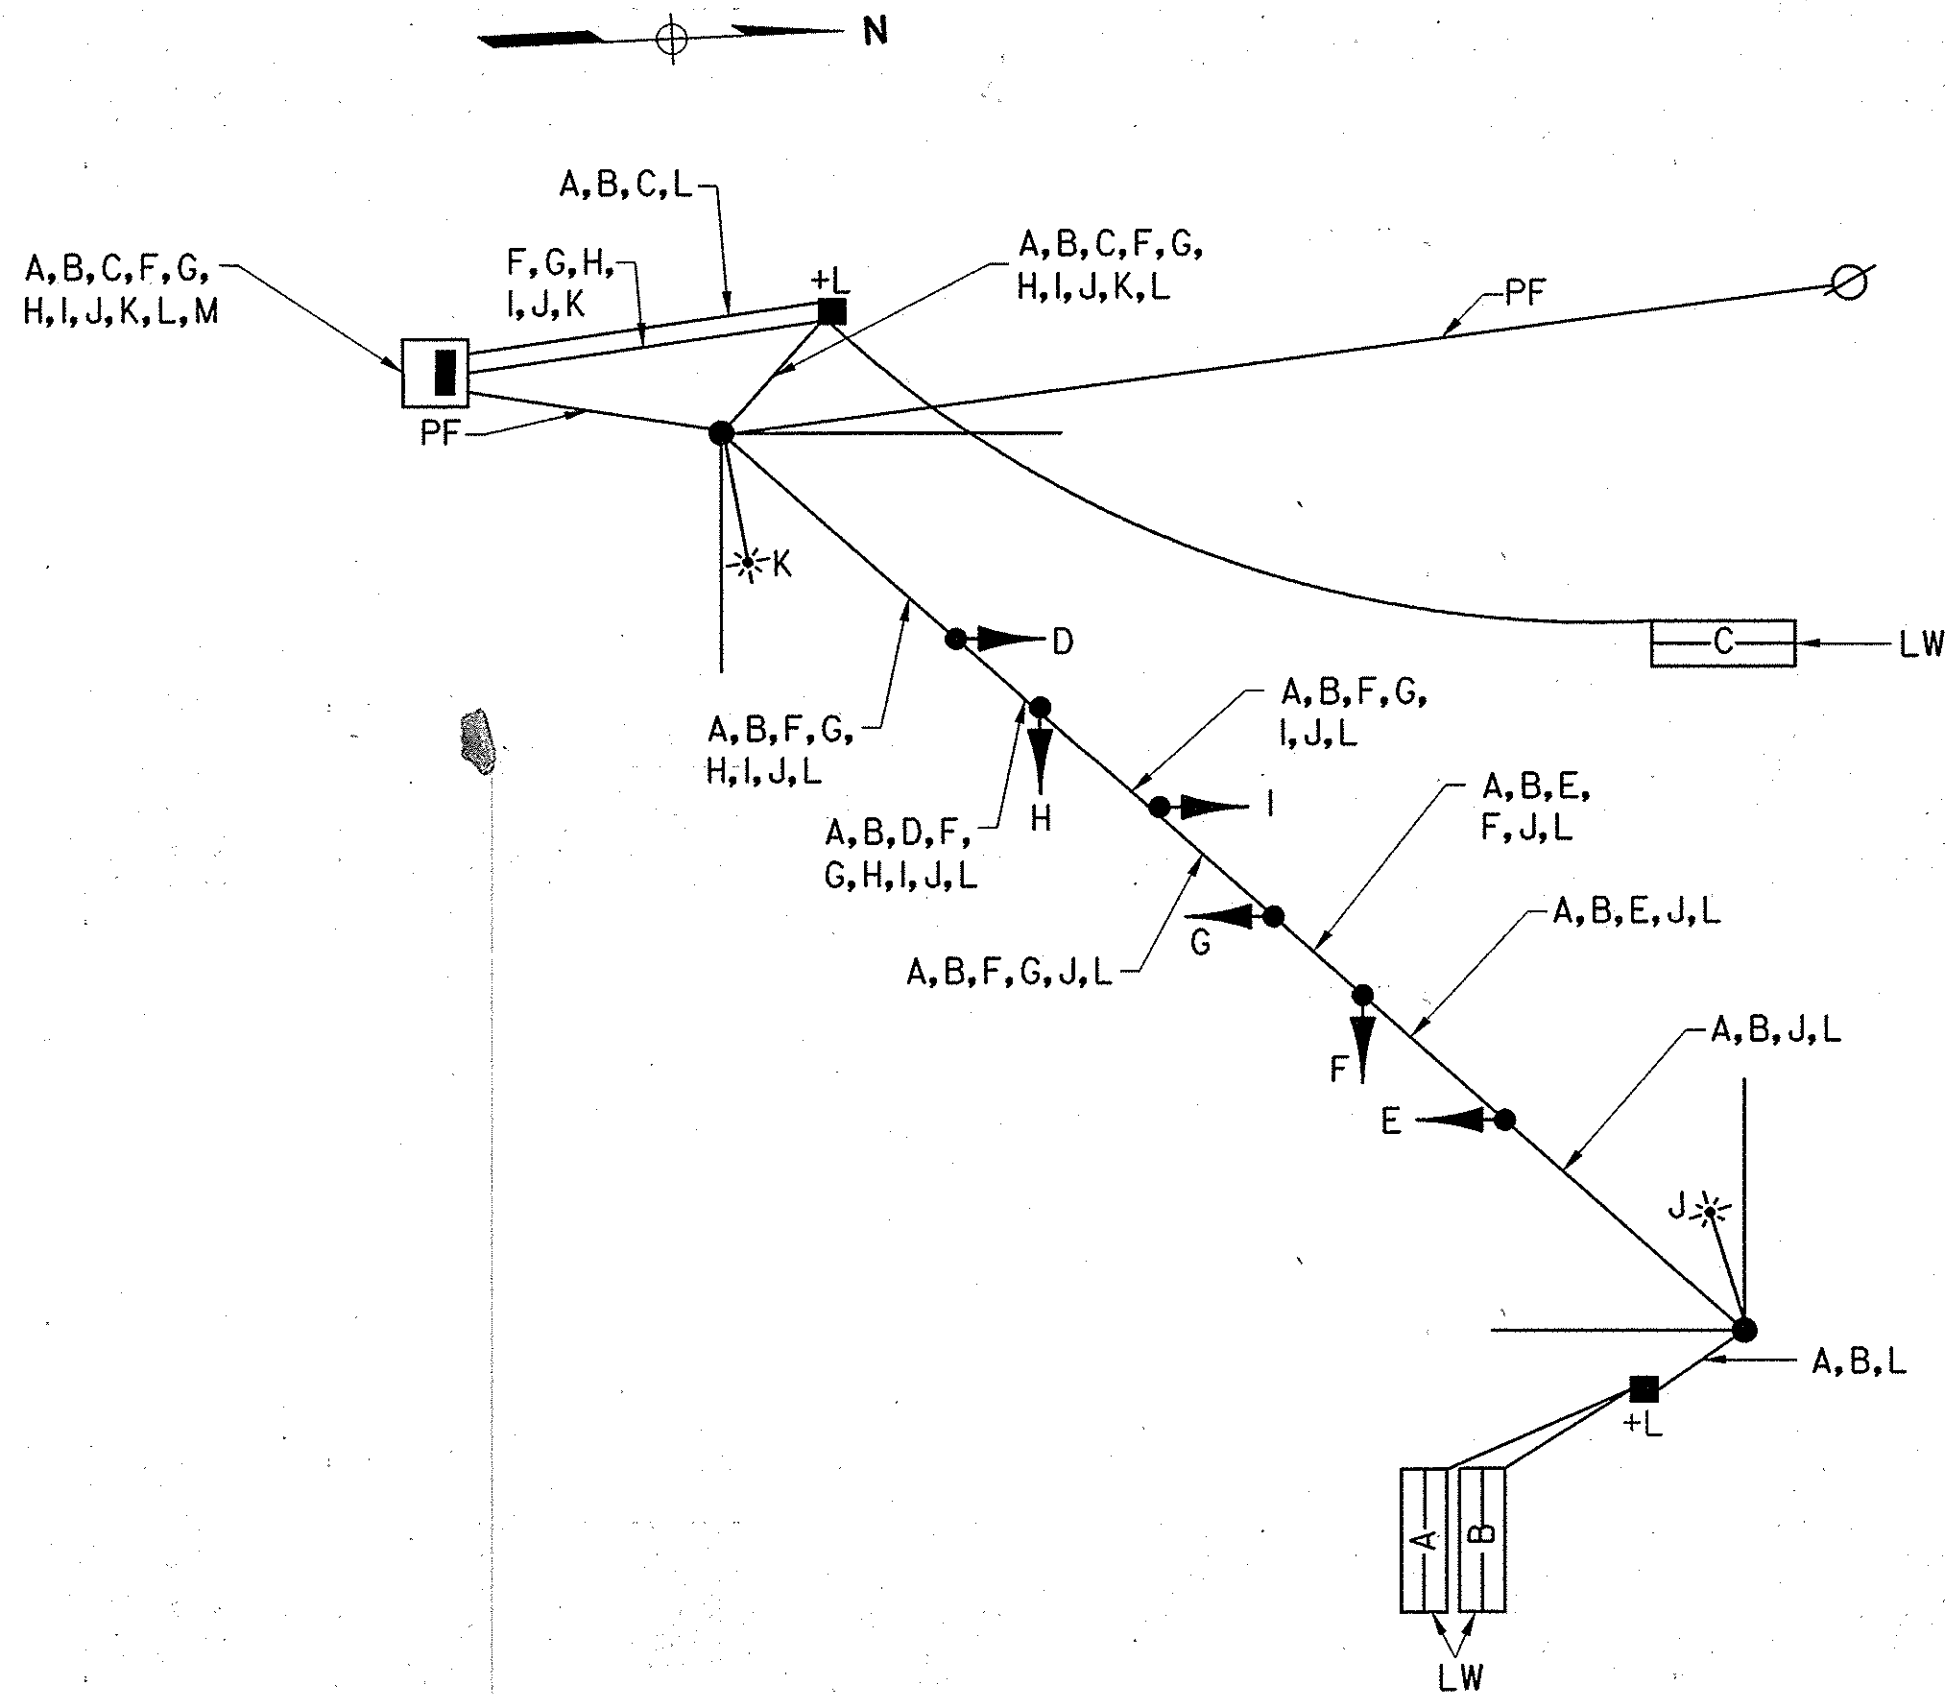 N
A,B,C,L
A,B,C,F,G,
H,I,J,K,L,M
F,G,H,
I,J,K
+L
A,B,C,F,G,
H,I,J,K,L
PF
PF
K
D
C
LW
A,B,F,G,
H,I,J,L
A,B,F,G,
I,J,L
H
I
A,B,D,F,
G,H,I,J,L
A,B,E,
F,J,L
G
A,B,E,J,L
A,B,F,G,J,L
F
A,B,J,L
E
J
A,B,L
+L
A
B
LW